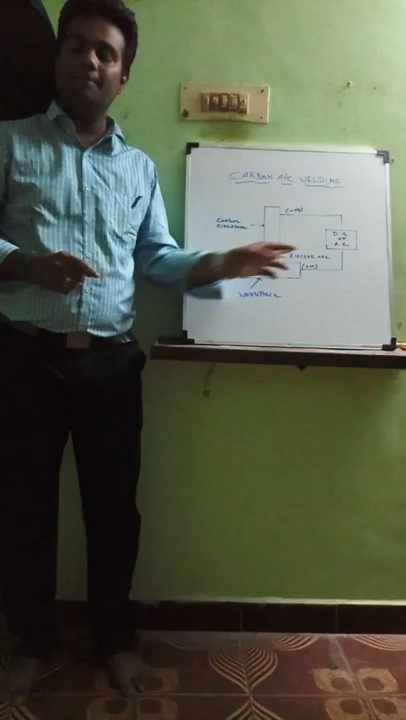 CARBON ARC WELDING
(-ve)
CARBON
ELECTRODE
D.C
or
A.C
ELECTRIC ARC
(+ve)
WORKPIECE